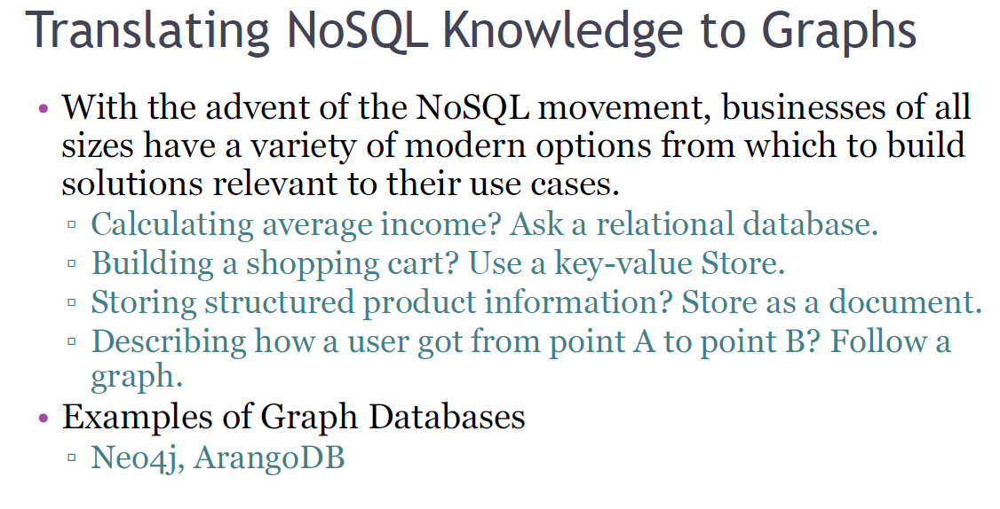 Translating NoSQL Knowledge to Graphs
• With the advent of the NoSQL movement, businesses of all
sizes have a variety of modern options from which to build
solutions relevant to their use cases.
▫ Calculating average income? Ask a relational database.
▫ Building a shopping cart? Use a key-value Store.
▫ Storing structured product information? Store as a document.
▫ Describing how a user got from point A to point B? Follow a
graph.
• Examples of Graph Databases
▫ Neo4j, ArangoDB